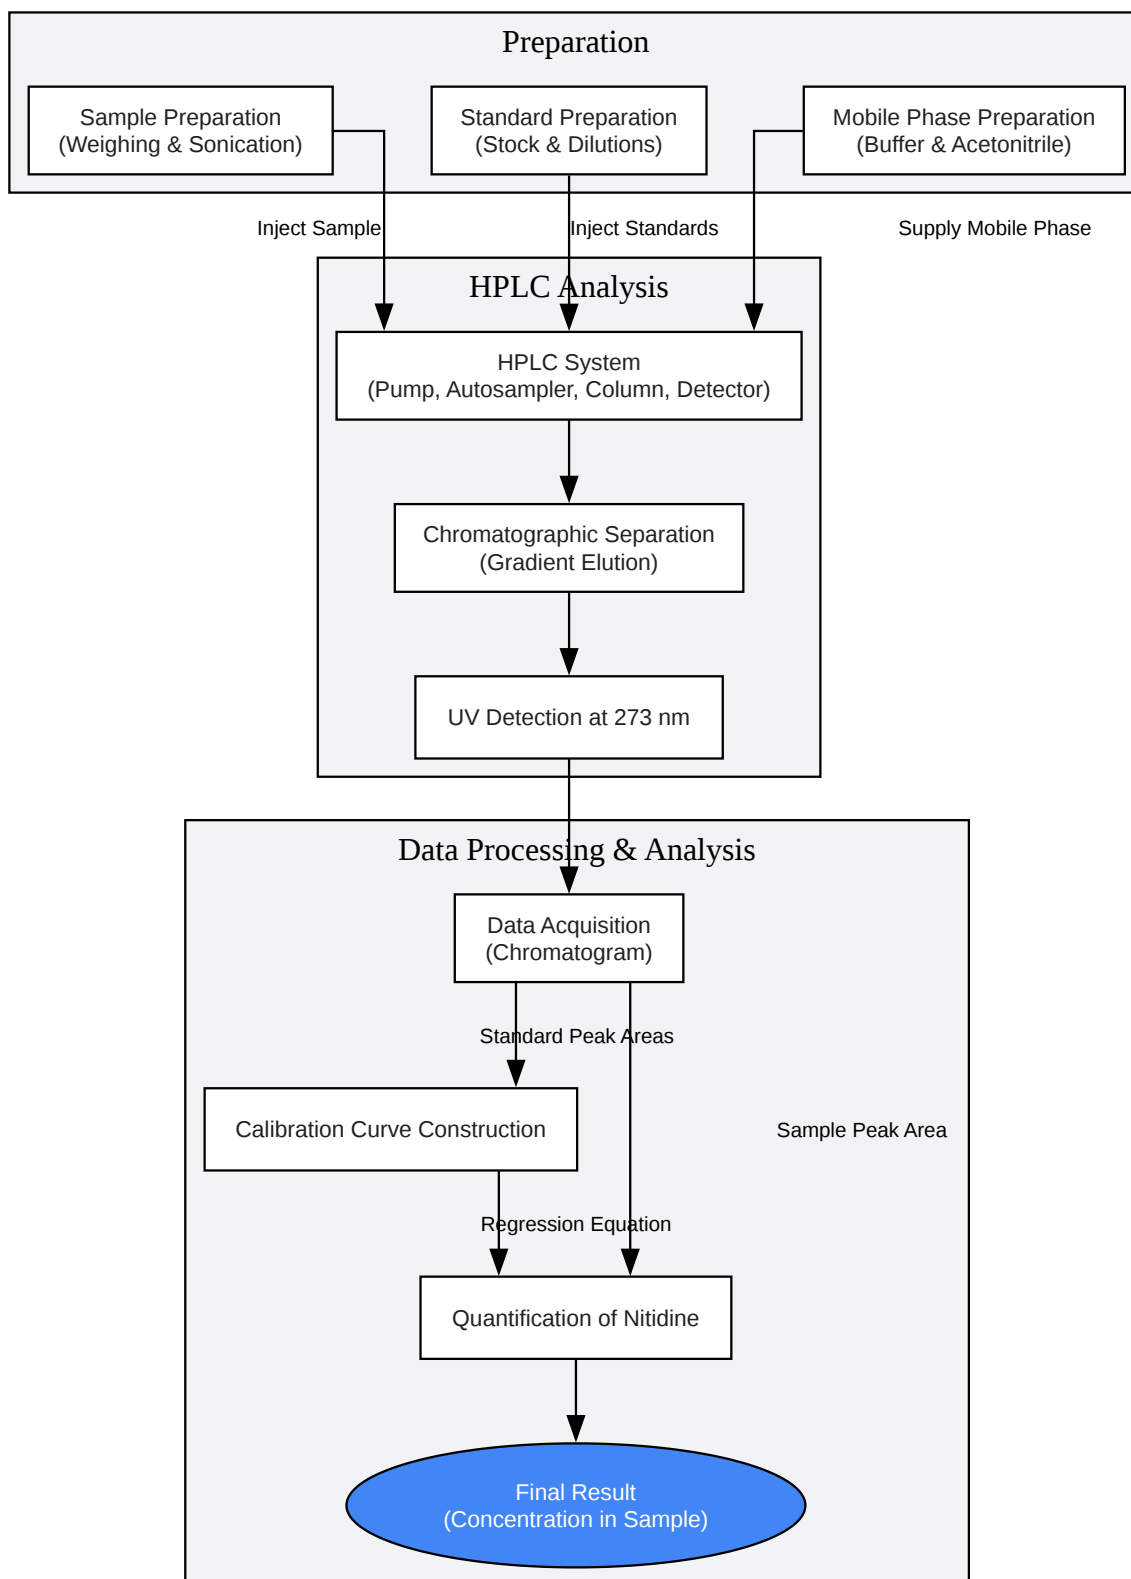 Preparation
Sample Preparation
(Weighing & Sonication)
Standard Preparation
(Stock & Dilutions)
Mobile Phase Preparation
(Buffer & Acetonitrile)
Inject Sample
Inject Standards
Supply Mobile Phase
HPLC Analysis
HPLC System
(Pump, Autosampler, Column, Detector)
Chromatographic Separation
(Gradient Elution)
UV Detection at 273 nm
Data Processing & Analysis
Data Acquisition
(Chromatogram)
Standard Peak Areas
Calibration Curve Construction
Sample Peak Area
Regression Equation
Quantification of Nitidine
Final Result
(Concentration in Sample)